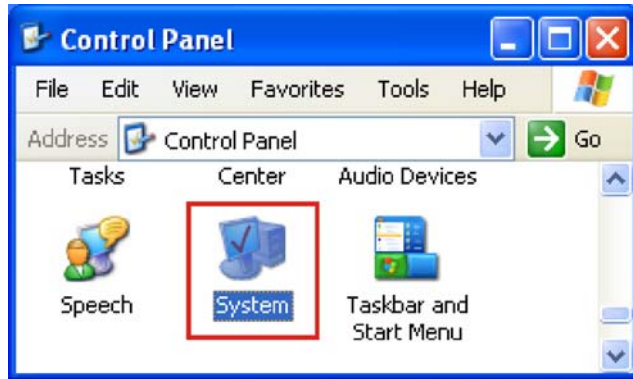 Control Panel
File Edit View Favorites Tools Help
Address Control Panel Go
Tasks Center Audio Devices
Speech System Taskbar and
Start Menu